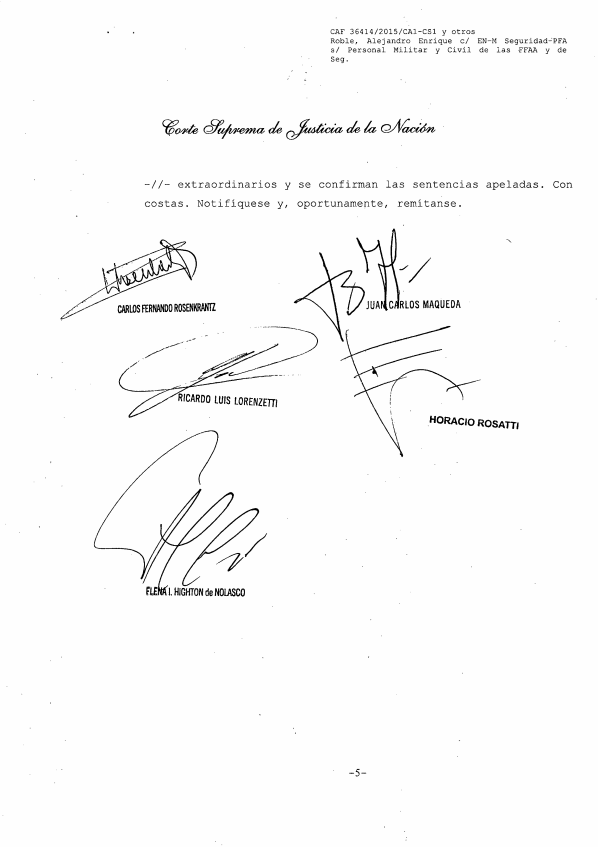 CAF 36414/2015/CA1-CS1 y otros
Roble, Alejandro Enrique c/ EN-M Seguridad-PFA
s/ Personal Militar y Civil de las FFAA y de
Seg.
Corte Suprema de Justicia de la Nación
-//- extraordinarios y se confirman las sentencias apeladas. Con
costas. Notifíquese y, oportunamente, remítanse.
CARLOS FERNANDO ROSENKRANTZ
JUAN CARLOS MAQUEDA
RICARDO LUIS LORENZETTI
HORACIO ROSATTI
ELENA I. HIGHTON de NOLASCO
-5-